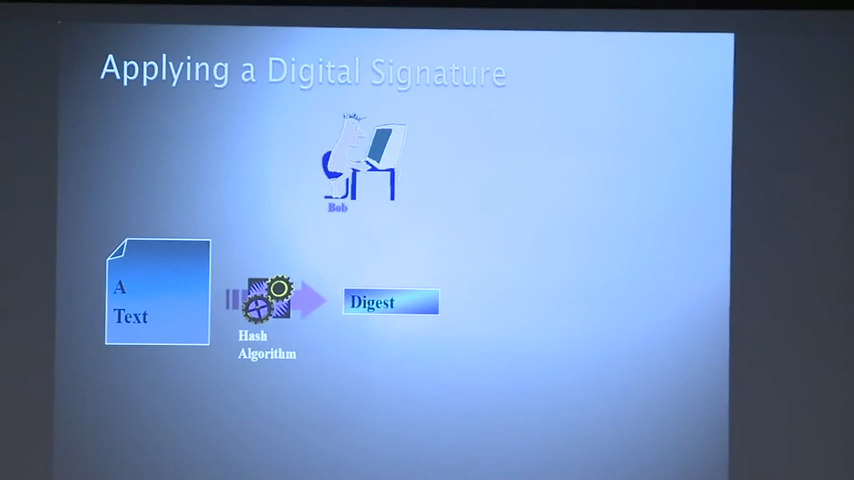 Applying a Digital Signature
Bob
A
Text
Hash
Algorithm
Digest